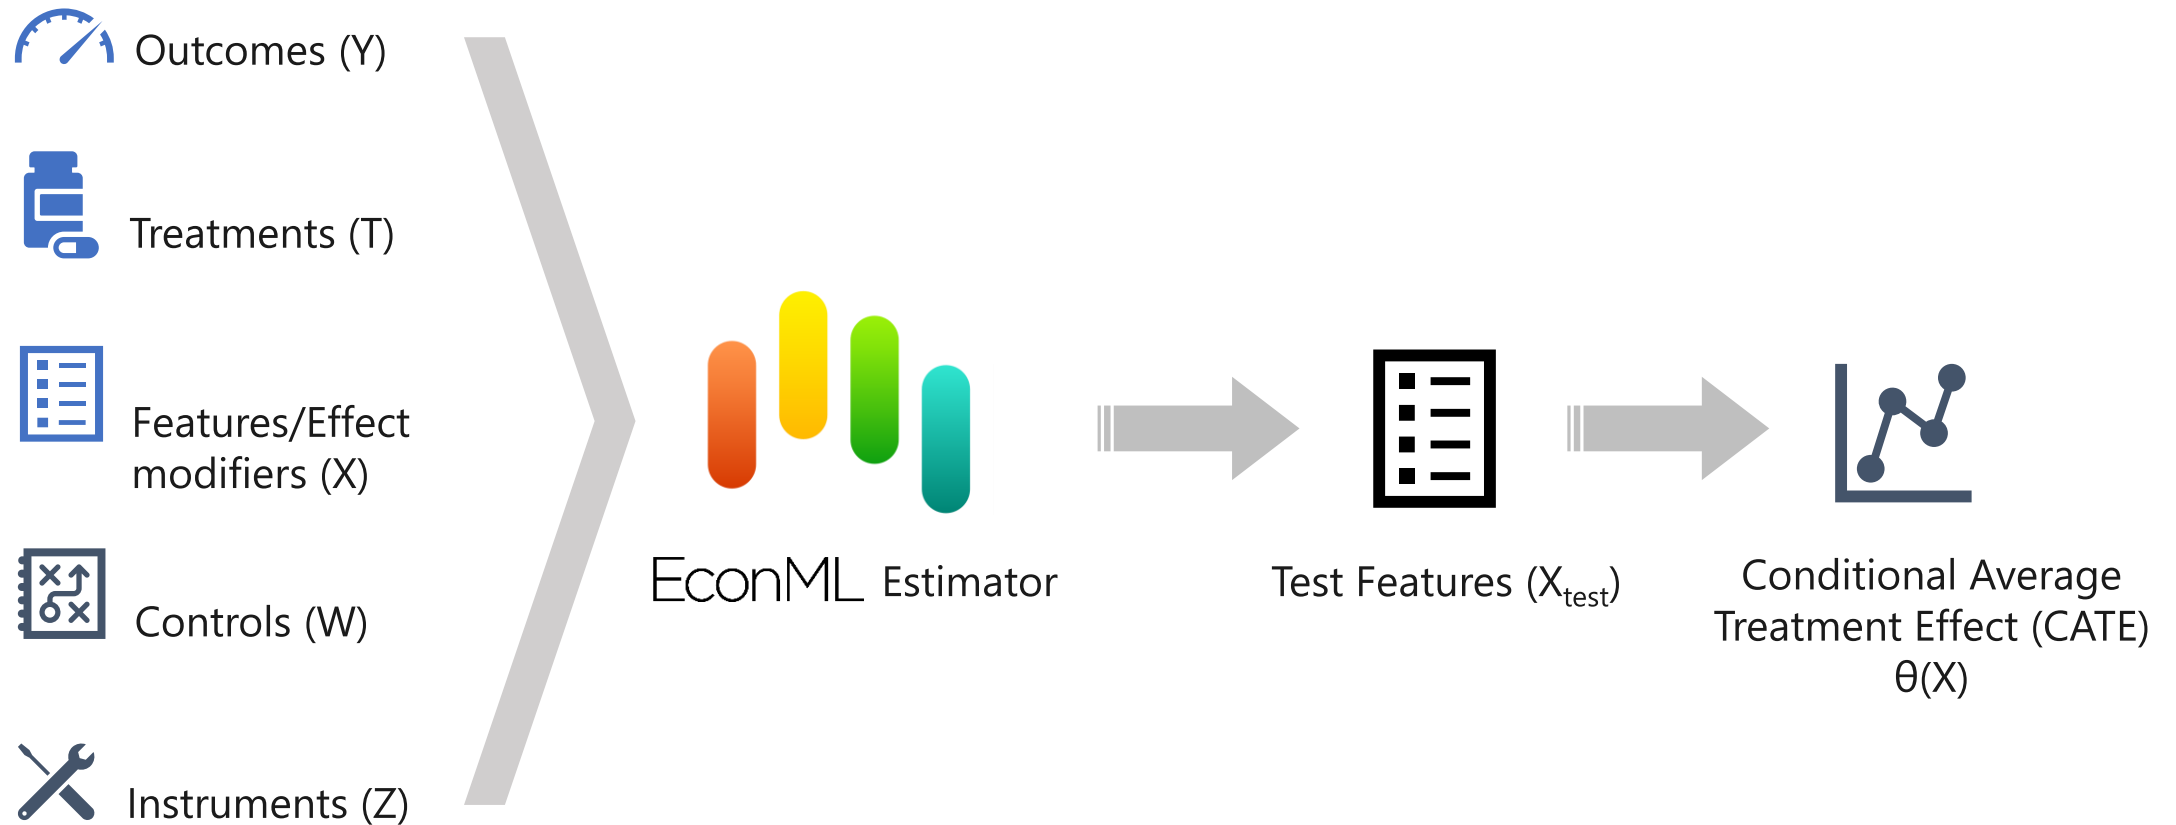 Outcomes (Y)
Treatments (T)
Features/Effect
modifiers (X)
Controls (W)
Instruments (Z)
EconML Estimator
Test Features (Xtest)
Conditional Average
Treatment Effect (CATE)
θ(X)